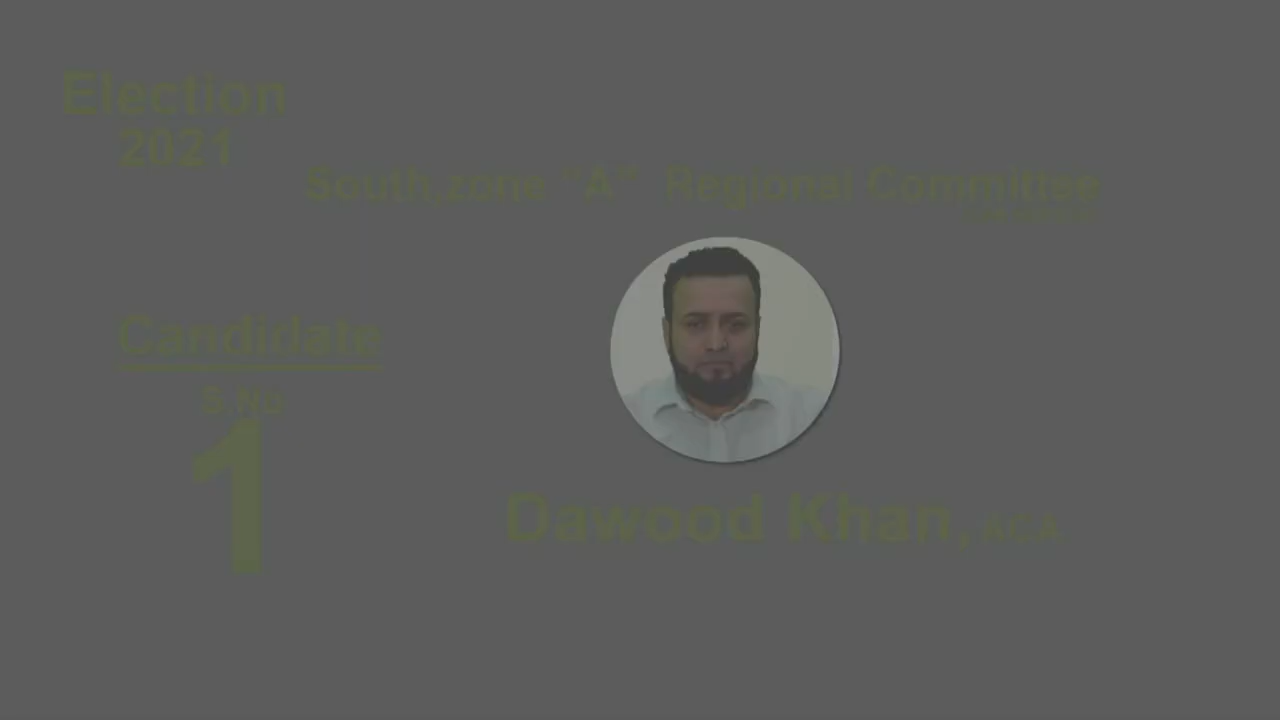 Election
2021
South,zone "A" Regional Committee
Candidate
S.No
1
Dawood Khan, ACA